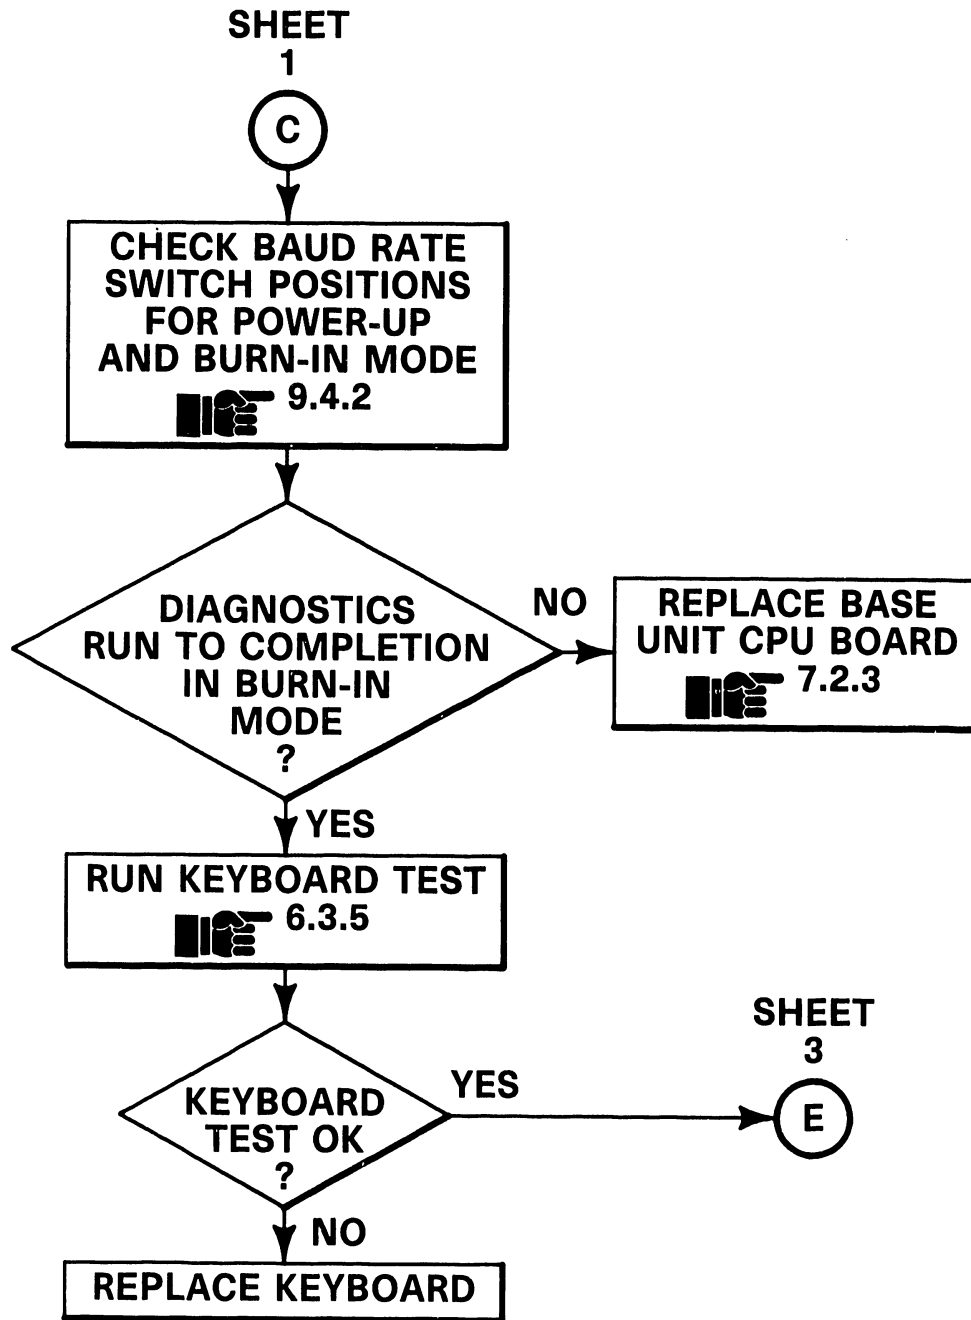 SHEET
1
C
CHECK BAUD RATE
SWITCH POSITIONS
FOR POWER-UP
AND BURN-IN MODE
9.4.2
DIAGNOSTICS
RUN TO COMPLETION
IN BURN-IN
MODE
?
NO
REPLACE BASE
UNIT CPU BOARD
7.2.3
YES
RUN KEYBOARD TEST
6.3.5
KEYBOARD
TEST OK
?
YES
SHEET
3
E
NO
REPLACE KEYBOARD